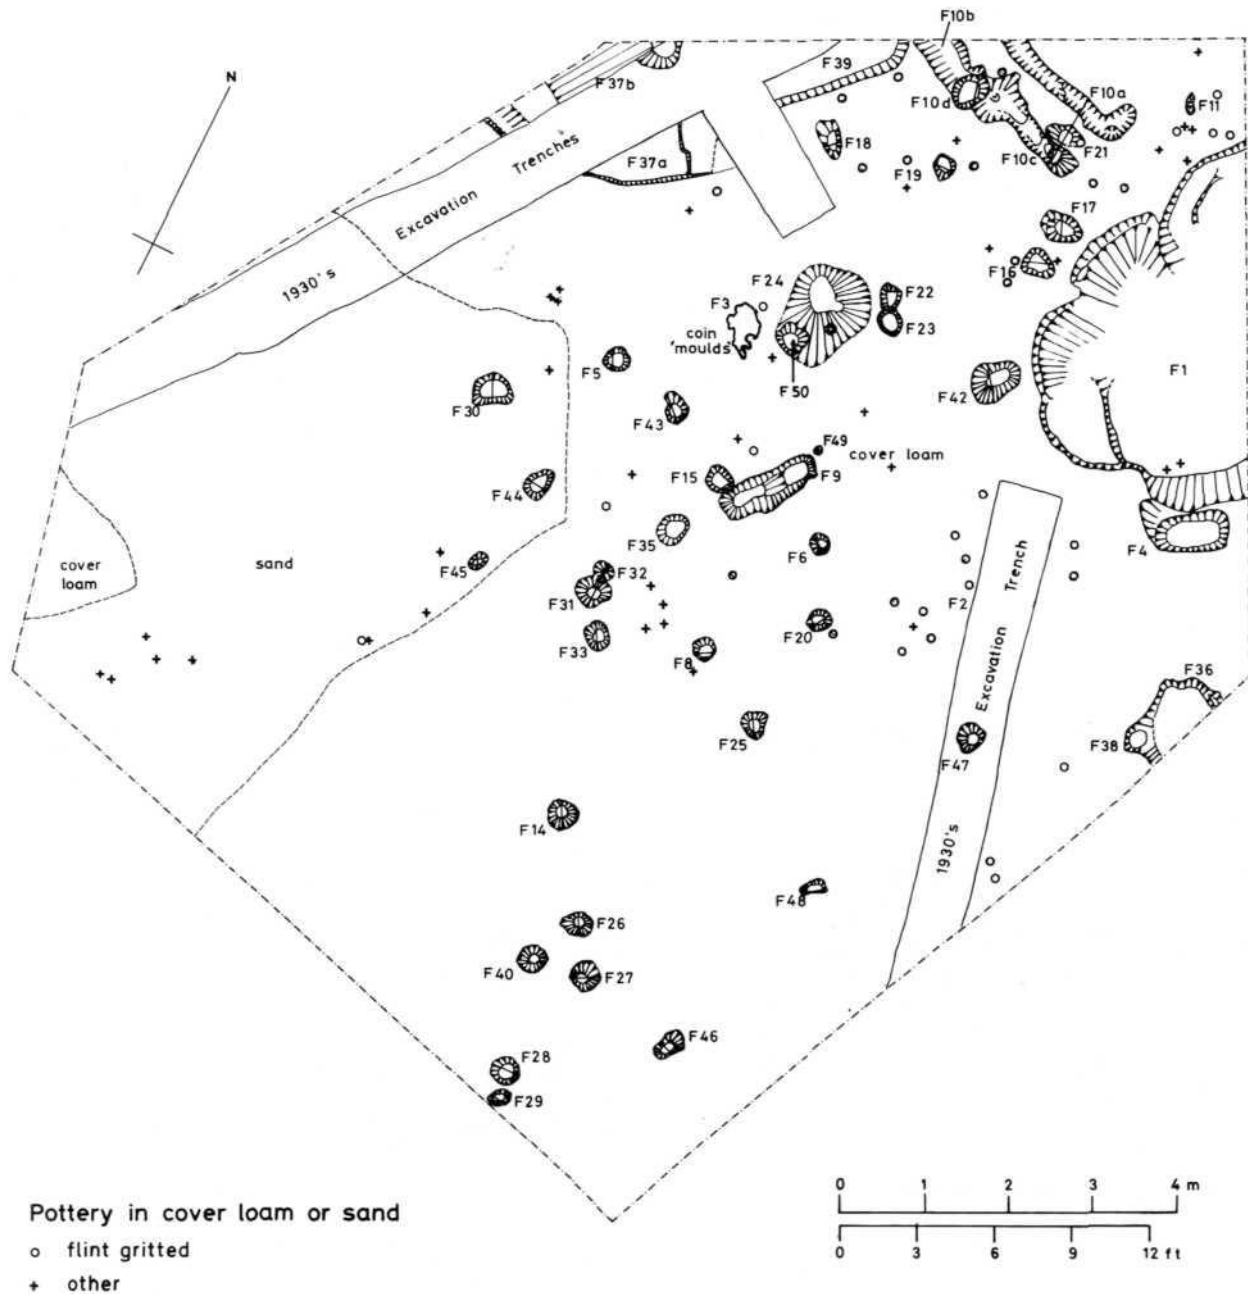 F10b
N
F39
F37b
F10a
F11
F10d
F18
F21
F10c
F37a
F19
Excavation Trenches
F17
F16
F24
1930's
F22
F3
F23
coin
'moulds'
F5
F50
F1
F30
F42
F43
F49
cover loam
F15
F9
F44
F35
F6
F4
cover
loam
sand
F45
F32
F31
F2
F20
F33
F8
Excavation Trench
F36
F25
F38
F47
F14
1930's
F48
F26
F40
F27
F46
F28
F29
0 1 2 3 4 m
0 3 6 9 12 ft
Pottery in cover loam or sand
o flint gritted
+ other